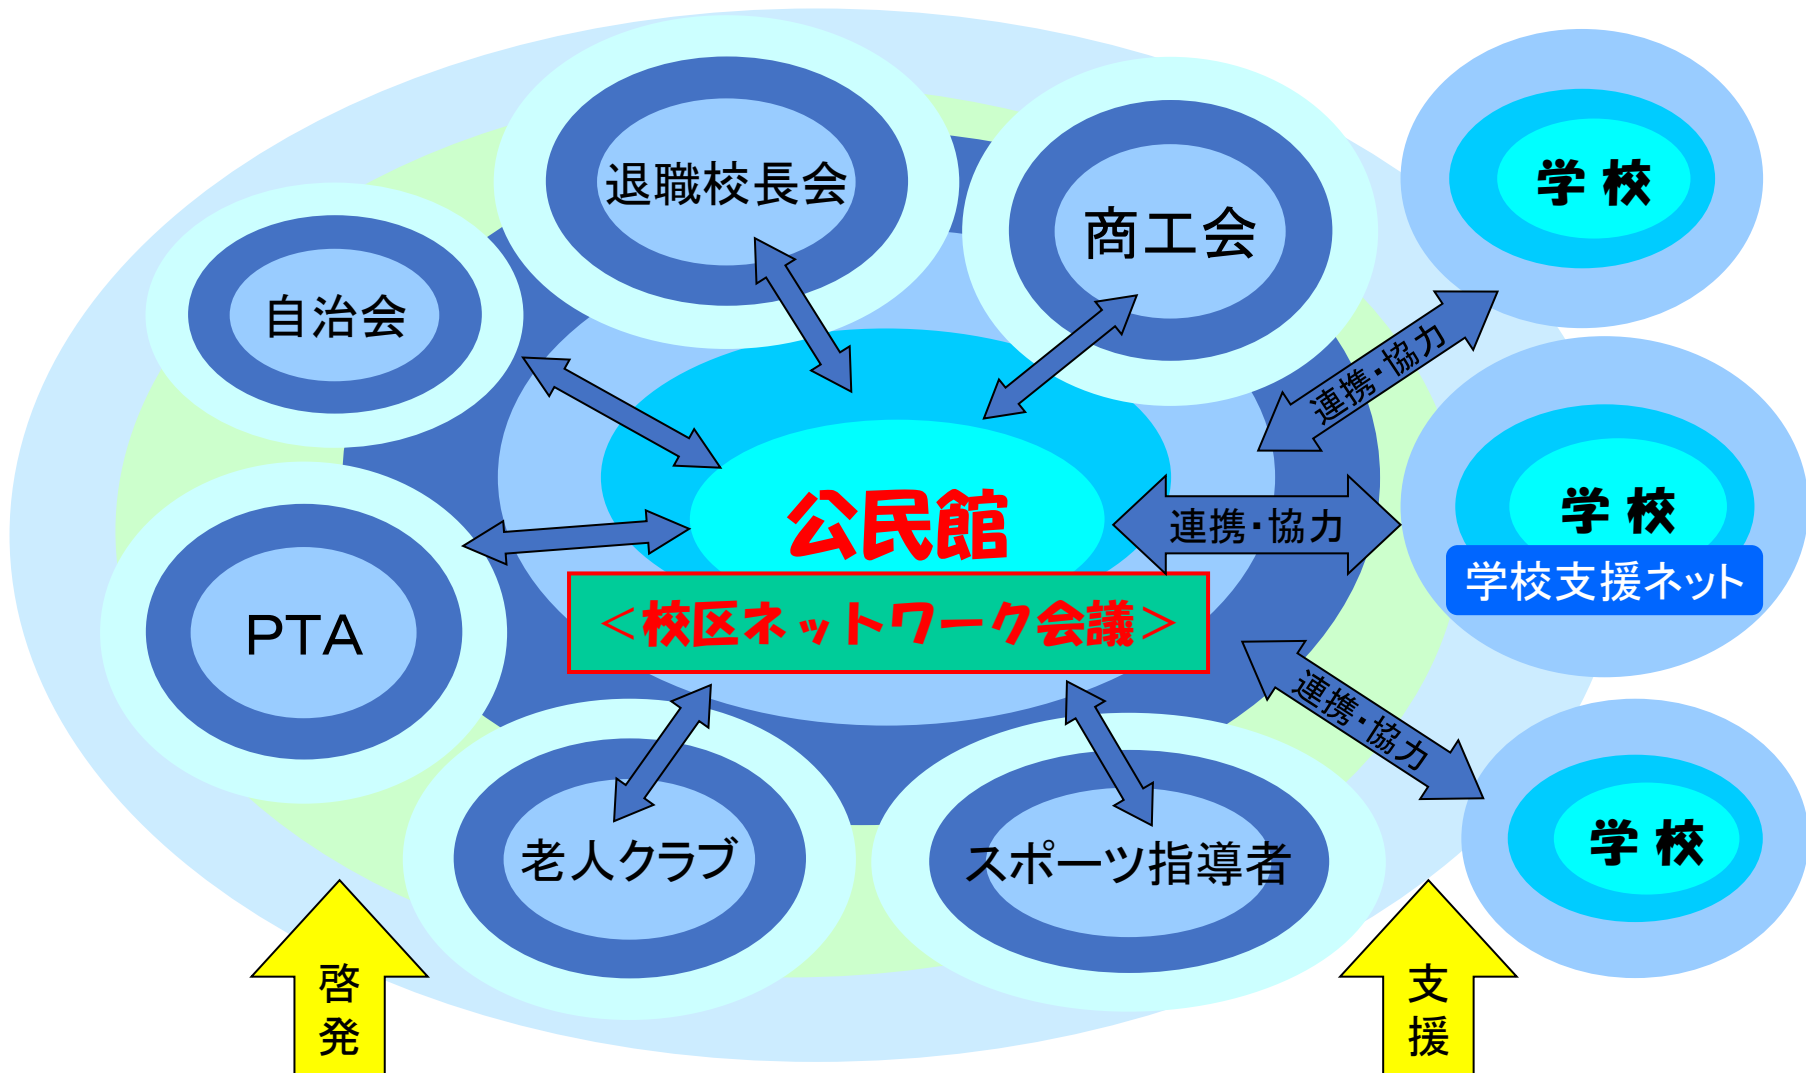 退職校長会
商工会
学 校
自治会
連携・協力
公民館
連携・協力
学 校
学校支援ネット
＜校区ネットワーク会議＞
PTA
連携・協力
老人クラブ
スポーツ指導者
学 校
啓
発
支
援